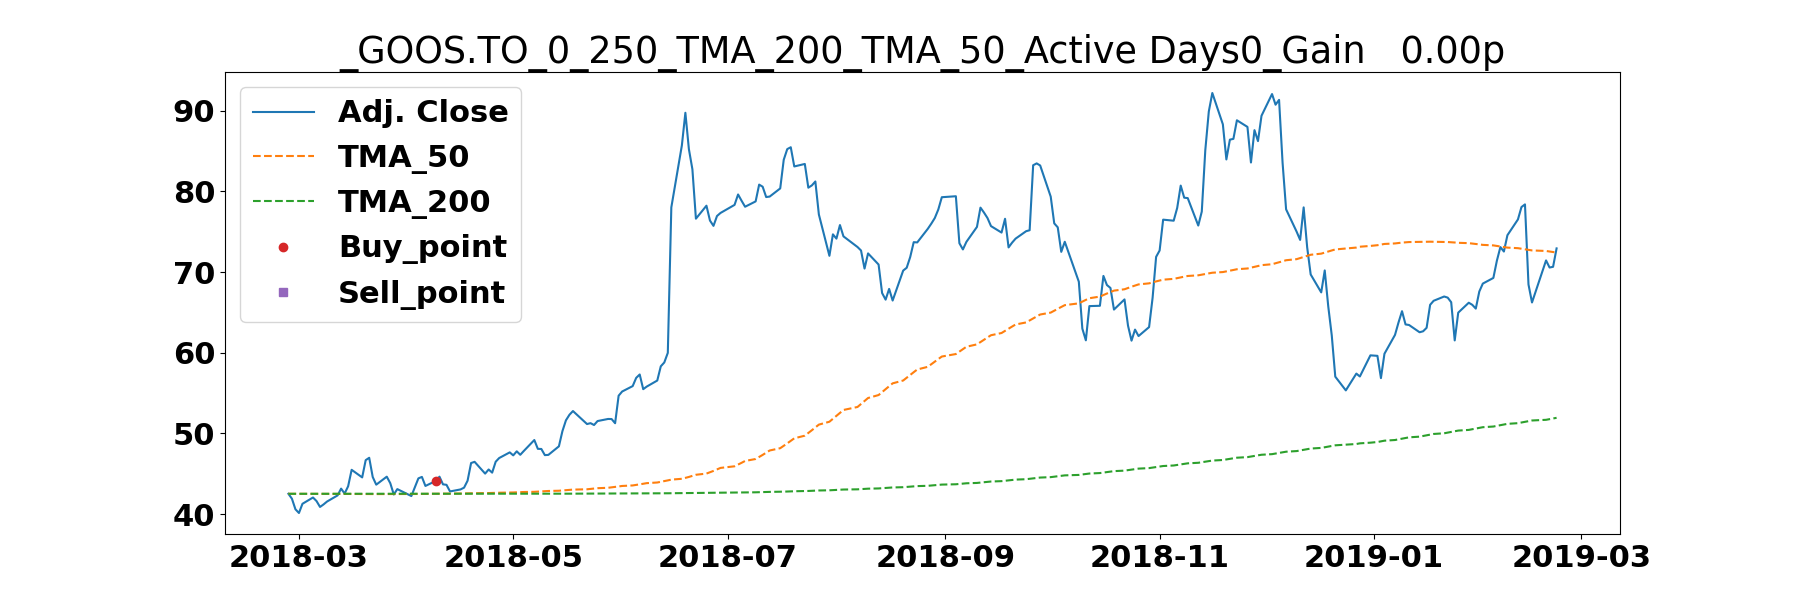 _GOOS.TO_0_250_TMA_200_TMA_50_Active Days0_Gain   0.00p
90
80
70
60
50
40
Adj. Close
TMA_50
TMA_200
Buy_point
Sell_point
2018-03 2018-05 2018-07 2018-09 2018-11 2019-01 2019-03